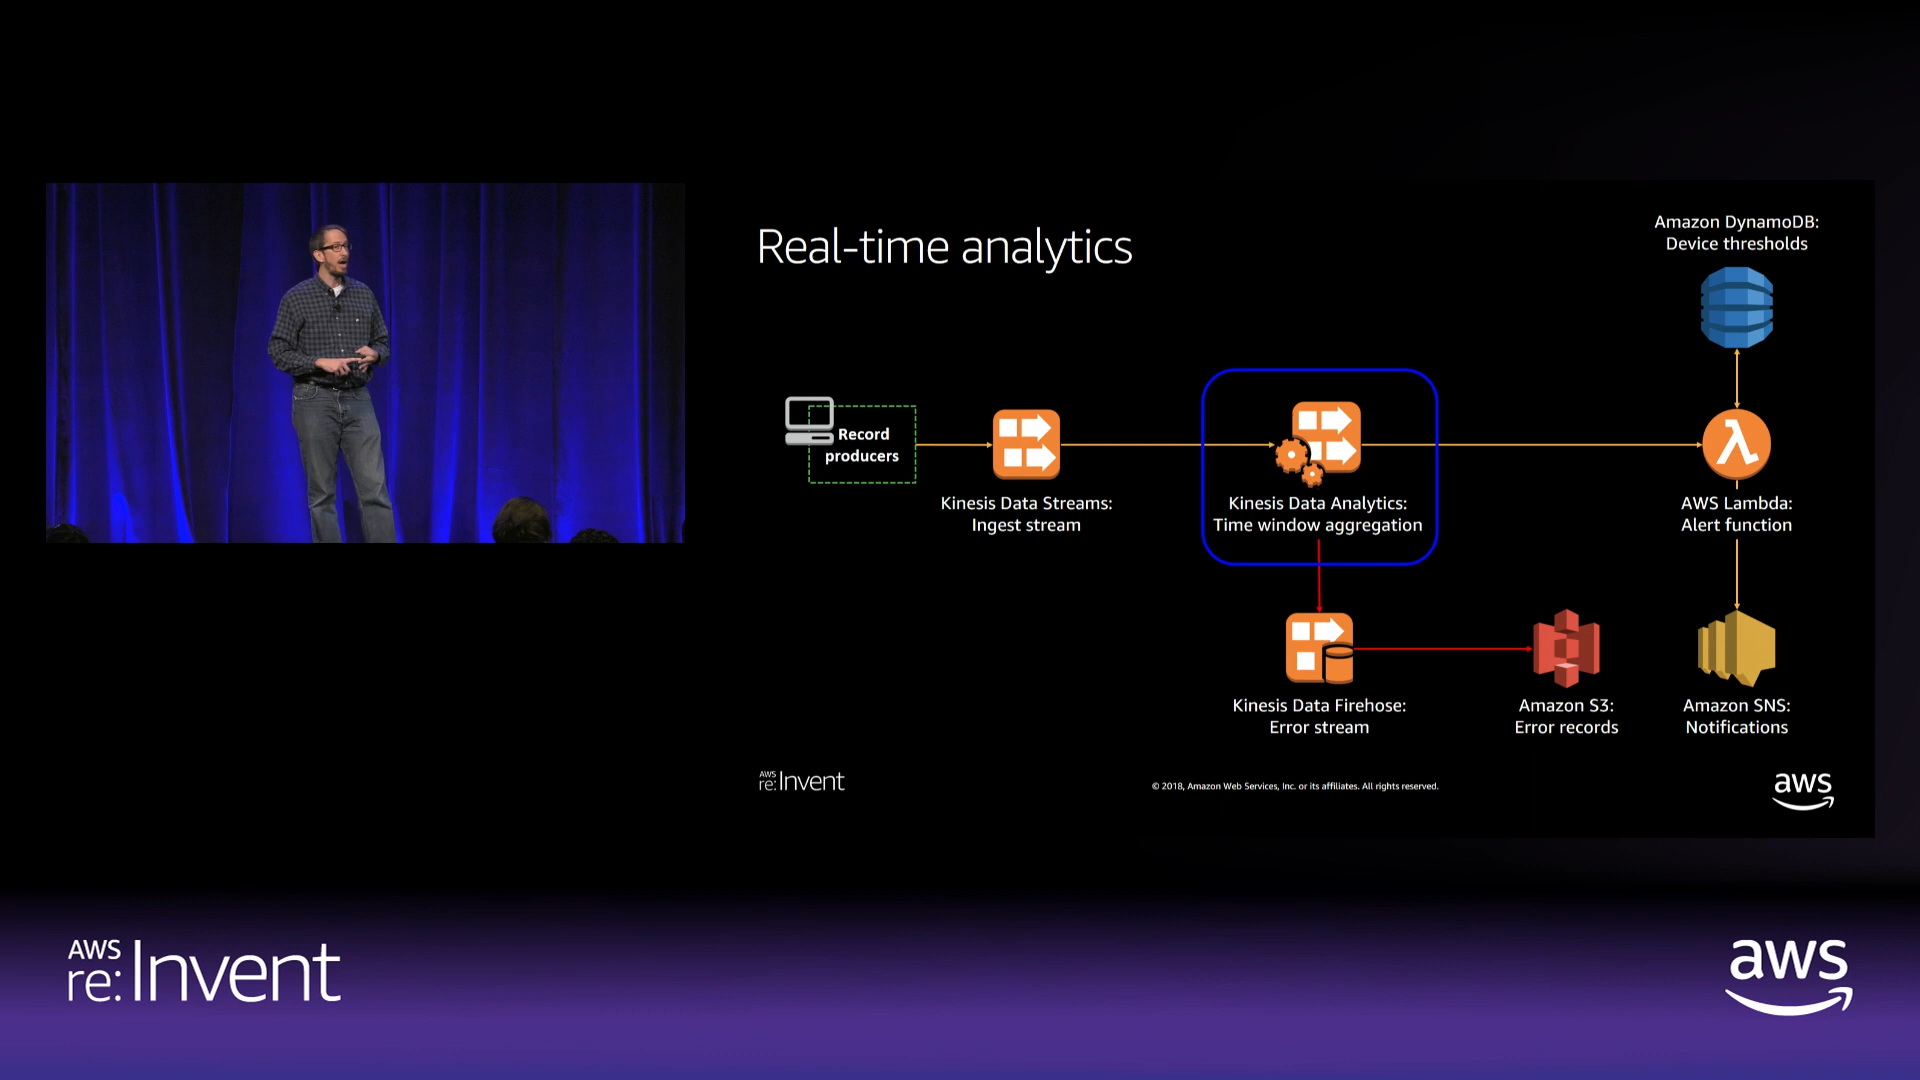 Real-time analytics
Amazon DynamoDB:
Device thresholds
Record
producers
Kinesis Data Streams:
Ingest stream
Kinesis Data Analytics:
Time window aggregation
AWS Lambda:
Alert function
Kinesis Data Firehose:
Error stream
Amazon S3:
Error records
Amazon SNS:
Notifications
AWS
re:Invent
© 2018, Amazon Web Services, Inc. or its affiliates. All rights reserved.
aws
AWS
re:Invent
aws